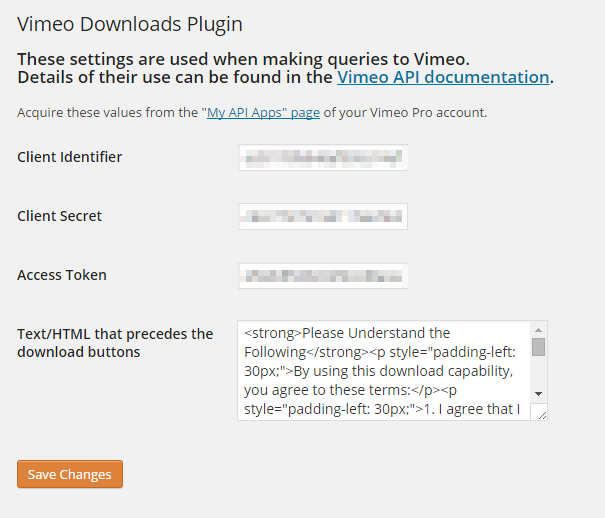 Vimeo Downloads Plugin
These settings are used when making queries to Vimeo.
Details of their use can be found in the Vimeo API documentation.
Acquire these values from the "My API Apps" page of your Vimeo Pro account.
Client Identifier
Client Secret
Access Token
Text/HTML that precedes the
download buttons
<strong>Please Understand the
Following</strong><p style="padding-left:
30px;">By using this download capability,
you agree to these terms:</p><p
style="padding-left: 30px;">1. I agree that I
Save Changes